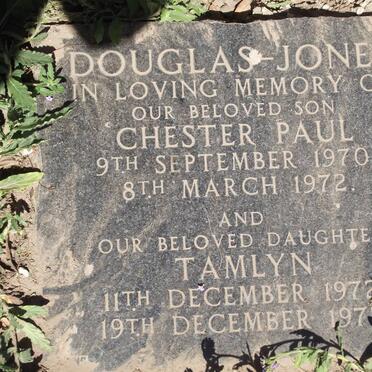 DOUGLAS-JONE
IN LOVING MEMORY O
OUR BELOVED SON
CHESTER PAUL
9TH SEPTEMBER 1970
8TH MARCH 1972.
AND
OUR BELOVED DAUGHTE
TAMLYN
11TH DECEMBER 1972
19TH DECEMBER 197